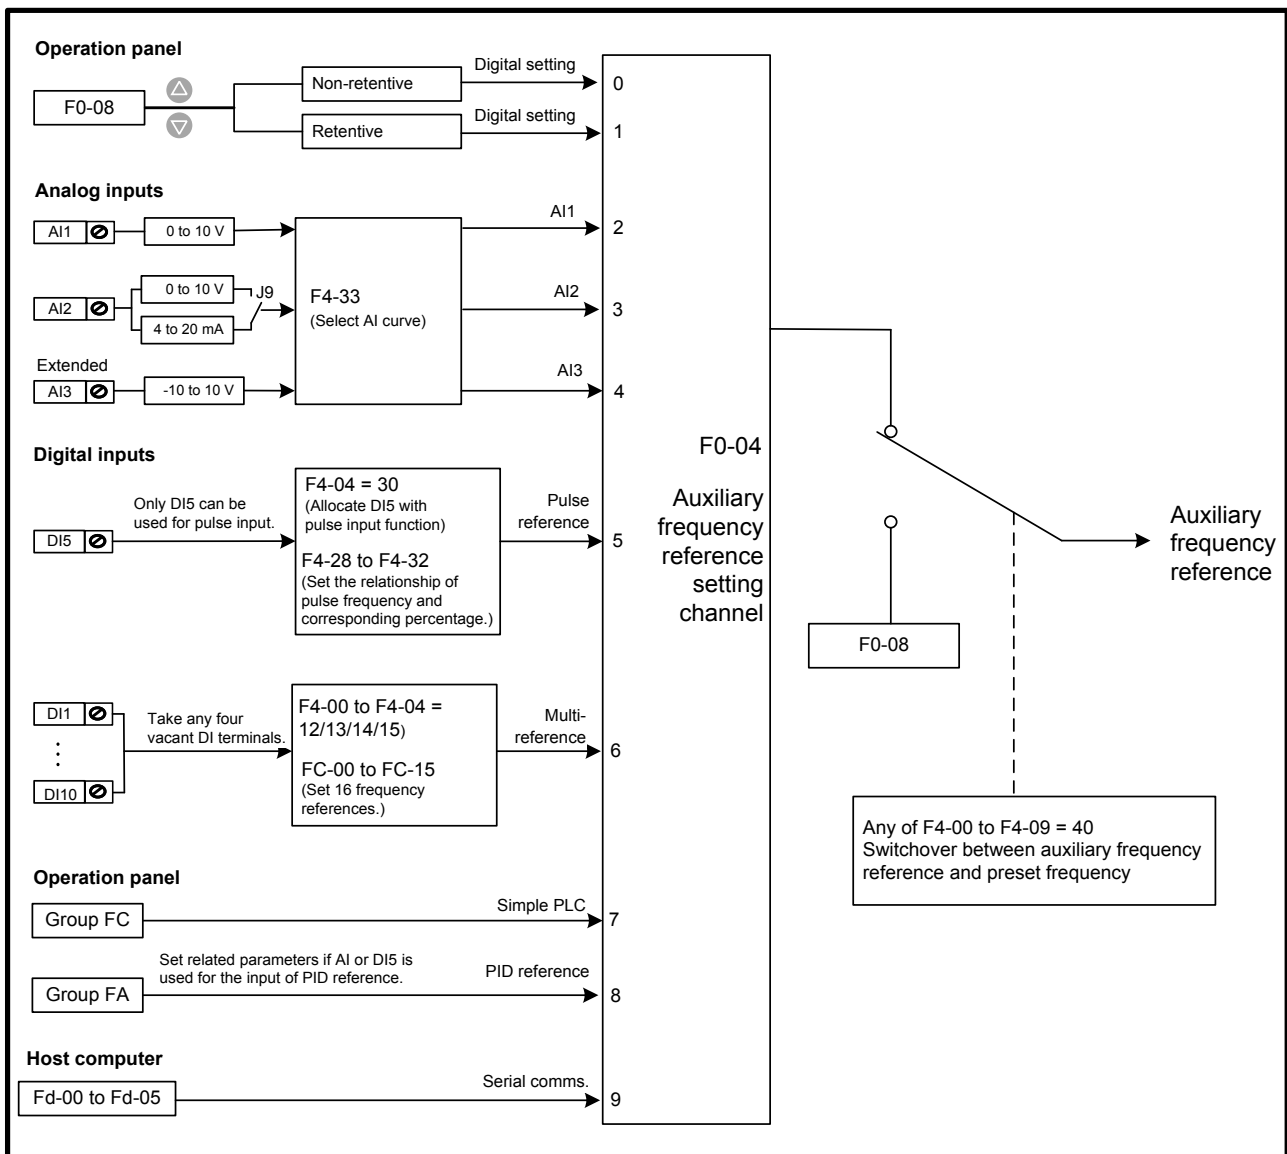 Operation panel
F0-08
Non-retentive
Digital setting
0
Retentive
Digital setting
1
Analog inputs
AI1
0 to 10 V
AI1
2
AI2
0 to 10 V
4 to 20 mA
J9
F4-33
(Select AI curve)
AI2
3
Extended
AI3
-10 to 10 V
AI3
4
Digital inputs
DI5
Only DI5 can be
used for pulse input.
F4-04 = 30
(Allocate DI5 with
pulse input function)
F4-28 to F4-32
(Set the relationship of
pulse frequency and
corresponding percentage.)
Pulse
reference
5
DI1
DI10
Take any four
vacant DI terminals.
F4-00 to F4-04 =
12/13/14/15)
FC-00 to FC-15
(Set 16 frequency
references.)
Multi-
reference
6
Operation panel
Group FC
Simple PLC
7
Group FA
Set related parameters if AI or DI5 is
used for the input of PID reference.
PID reference
8
Host computer
Fd-00 to Fd-05
Serial comms.
9
F0-04
Auxiliary
frequency
reference
setting
channel
F0-08
Auxiliary
frequency
reference
Any of F4-00 to F4-09 = 40
Switchover between auxiliary frequency
reference and preset frequency